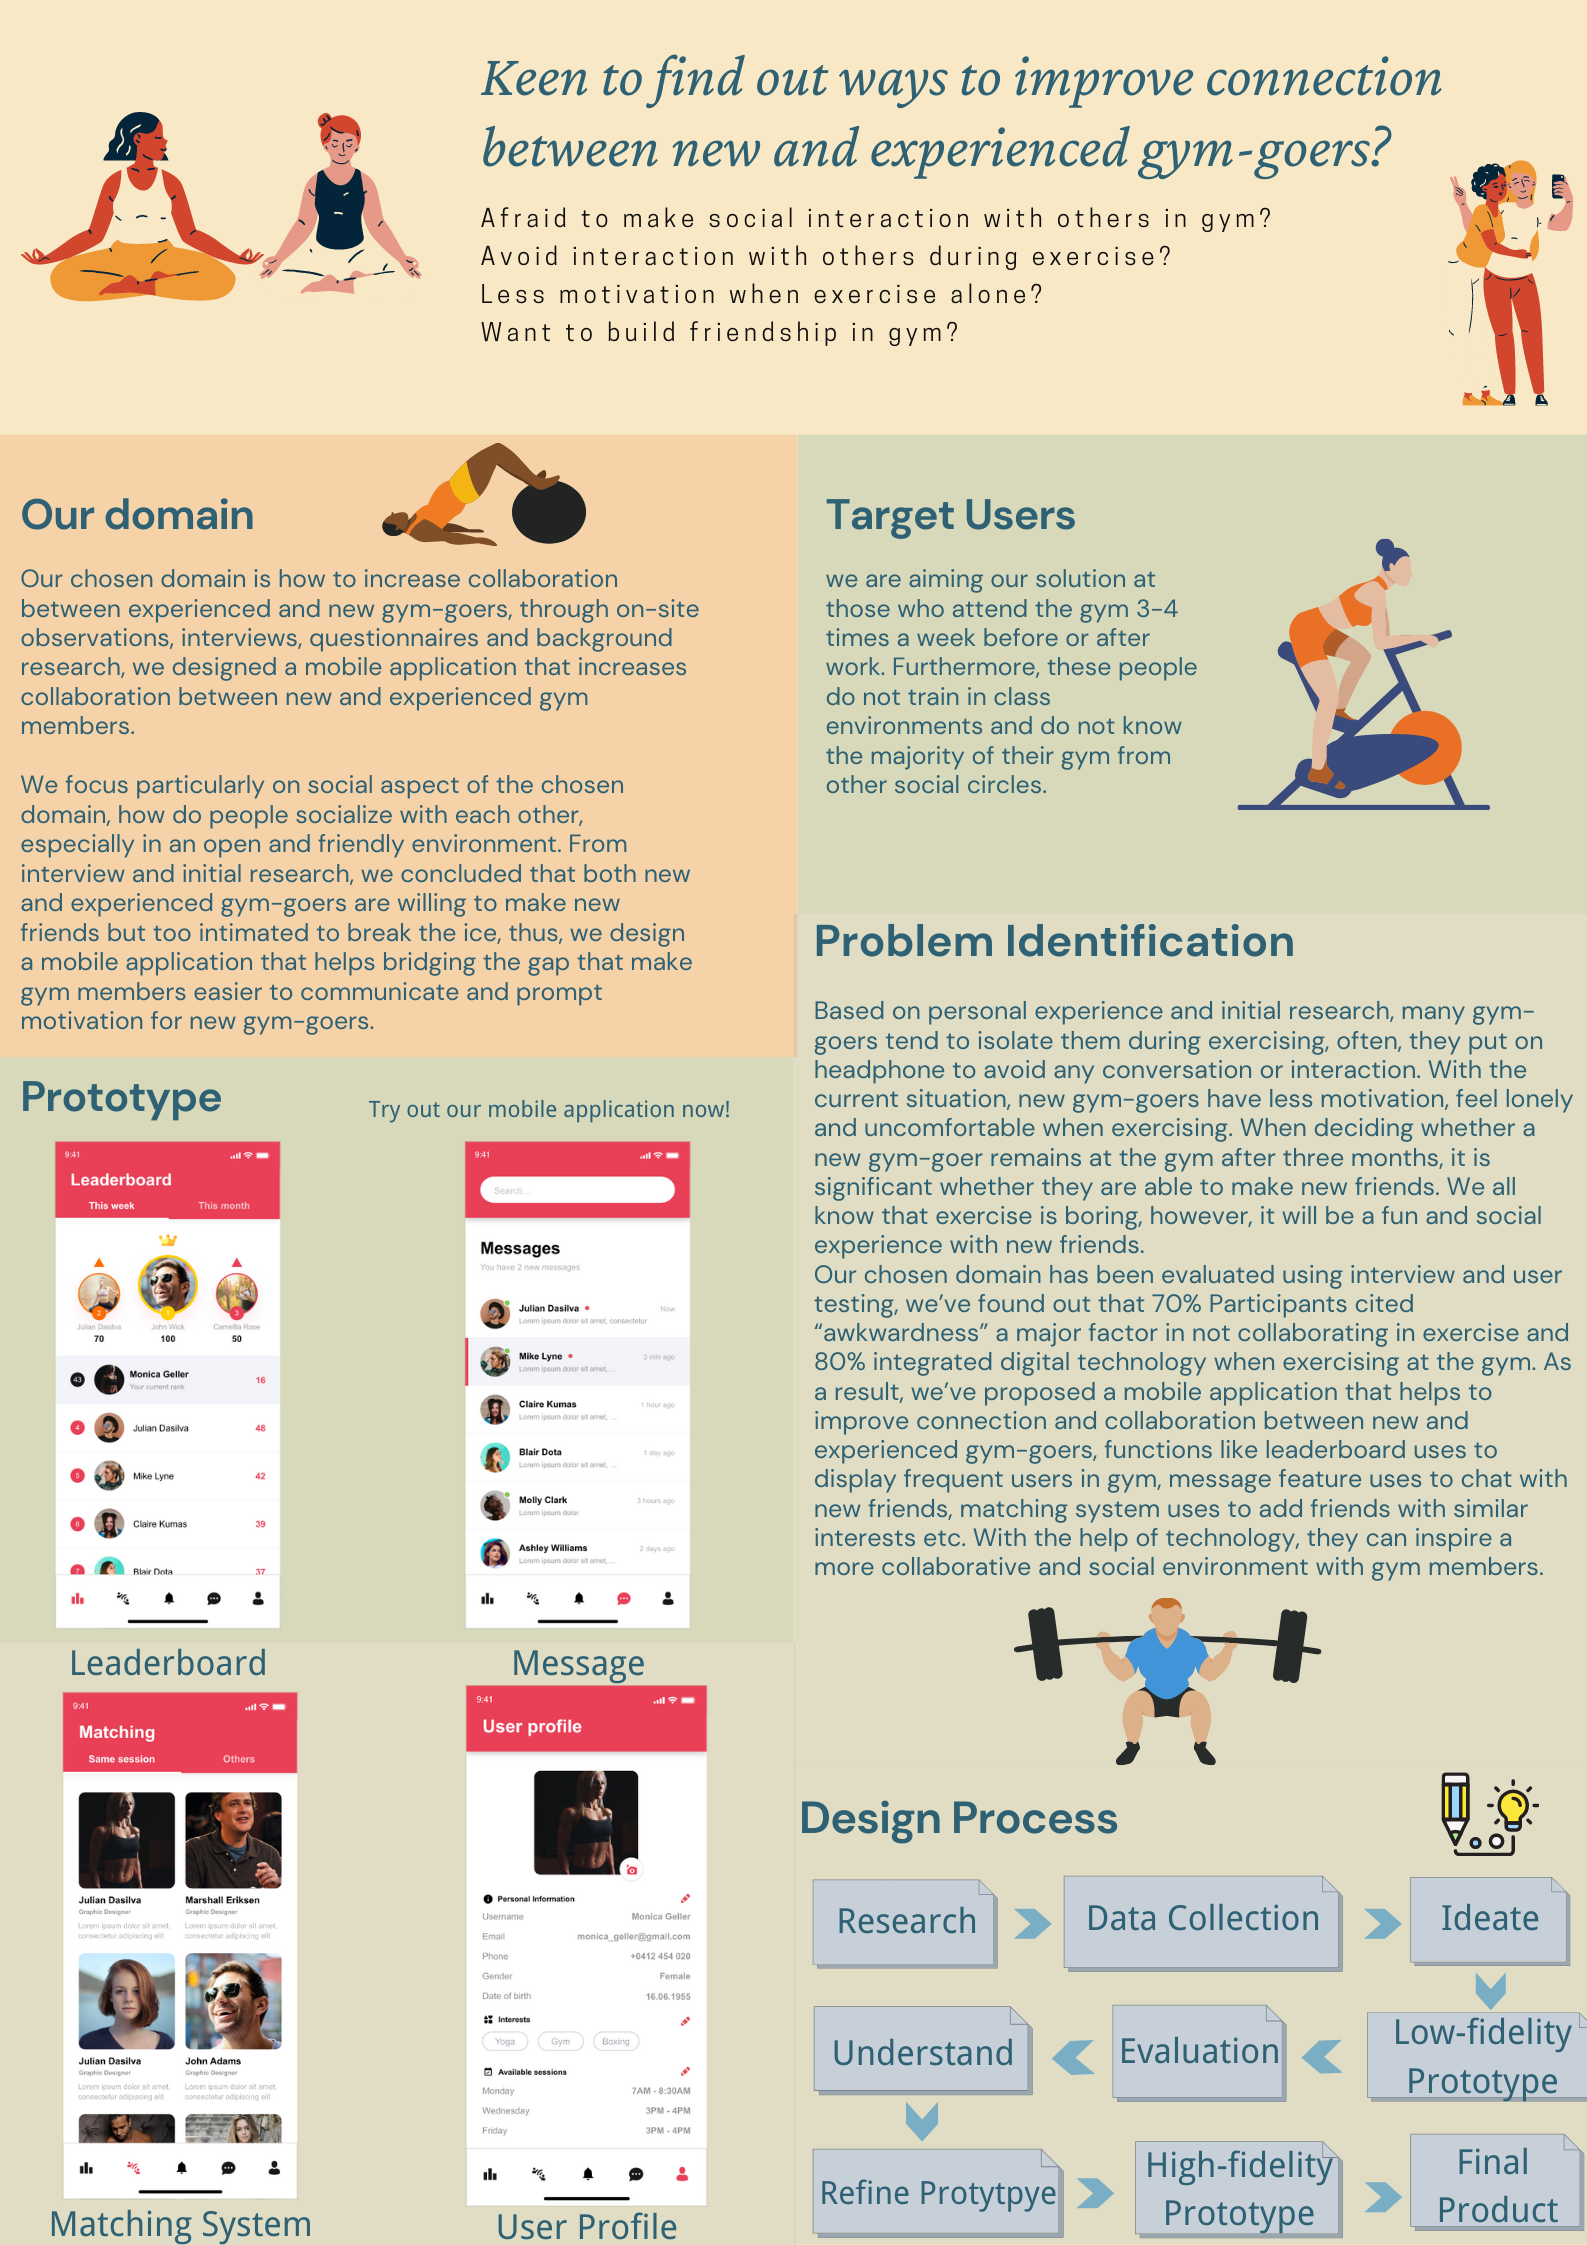 Keen to find out ways to improve connection
between new and experienced gym-goers?
Afraid to make social interaction with others in gym?
Avoid interaction with others during exercise?
Less motivation when exercise alone?
Want to build friendship in gym?
Our domain
Our chosen domain is how to increase collaboration
between experienced and new gym-goers, through on-site
observations, interviews, questionnaires and background
research, we designed a mobile application that increases
collaboration between new and experienced gym
members.
We focus particularly on social aspect of the chosen
domain, how do people socialize with each other,
especially in an open and friendly environment. From
interview and initial research, we concluded that both new
and experienced gym-goers are willing to make new
friends but too intimated to break the ice, thus, we design
a mobile application that helps bridging the gap that make
gym members easier to communicate and prompt
motivation for new gym-goers.
Target Users
we are aiming our solution at
those who attend the gym 3-4
times a week before or after
work. Furthermore, these people
do not train in class
environments and do not know
the majority of their gym from
other social circles.
Problem Identification
Based on personal experience and initial research, many gym-
goers tend to isolate them during exercising, often, they put on
headphone to avoid any conversation or interaction. With the
current situation, new gym-goers have less motivation, feel lonely
and uncomfortable when exercising. When deciding whether a
new gym-goer remains at the gym after three months, it is
significant whether they are able to make new friends. We all
know that exercise is boring, however, it will be a fun and social
experience with new friends.
Our chosen domain has been evaluated using interview and user
testing, we've found out that 70% Participants cited
“awkwardness” a major factor in not collaborating in exercise and
80% integrated digital technology when exercising at the gym. As
a result, we've proposed a mobile application that helps to
improve connection and collaboration between new and
experienced gym-goers, functions like leaderboard uses to
display frequent users in gym, message feature uses to chat with
new friends, matching system uses to add friends with similar
interests etc. With the help of technology, they can inspire a
more collaborative and social environment with gym members.
Prototype
Try out our mobile application now!
9:41
Leaderboard
This week This month
2 1 3
Julian Dasilva John Wick Camellia Rose
70 100 50
43 Monica Geller 16
Your current rank
4 Julian Dasilva 48
5 Mike Lyne 42
6 Claire Kumas 39
7 Blair Dota 37
Leaderboard
9:41
Search...
Messages
You have 2 new messages
Julian Dasilva Now
Lorem ipsum dolor sit amet, consectetur
Mike Lyne 3 min ago
Lorem ipsum dolor sit amet, ...
Claire Kumas 1 hour ago
Lorem ipsum dolor sit amet, ...
Blair Dota 1 day ago
Lorem ipsum dolor sit amet, ...
Molly Clark 3 hours ago
Lorem ipsum dolor
Ashley Williams 2 days ago
Lorem ipsum dolor sit amet, ...
Message
9:41
Matching
Same session Others
Julian Dasilva Marshall Eriksen
Graphic Designer Graphic Designer
Lorem ipsum dolor sit amet, Lorem ipsum dolor sit amet,
consectetur adipiscing elit consectetur adipiscing elit
Julian Dasilva John Adams
Graphic Designer Graphic Designer
Lorem ipsum dolor sit amet, Lorem ipsum dolor sit amet,
consectetur adipiscing elit consectetur adipiscing elit
Matching System
9:41
User profile
Personal Information
Username Monica Geller
Email monica_geller@gmail.com
Phone +0412 454 020
Gender Female
Date of birth 16.06.1955
Interests
Yoga Gym Boxing
Available sessions
Monday 7AM - 8:30AM
Wednesday 3PM - 4PM
Friday 3PM - 4PM
User Profile
Design Process
Research
Data Collection
Ideate
Low-fidelity
Prototype
Evaluation
Understand
Refine Protytpye
High-fidelity
Prototype
Final
Product